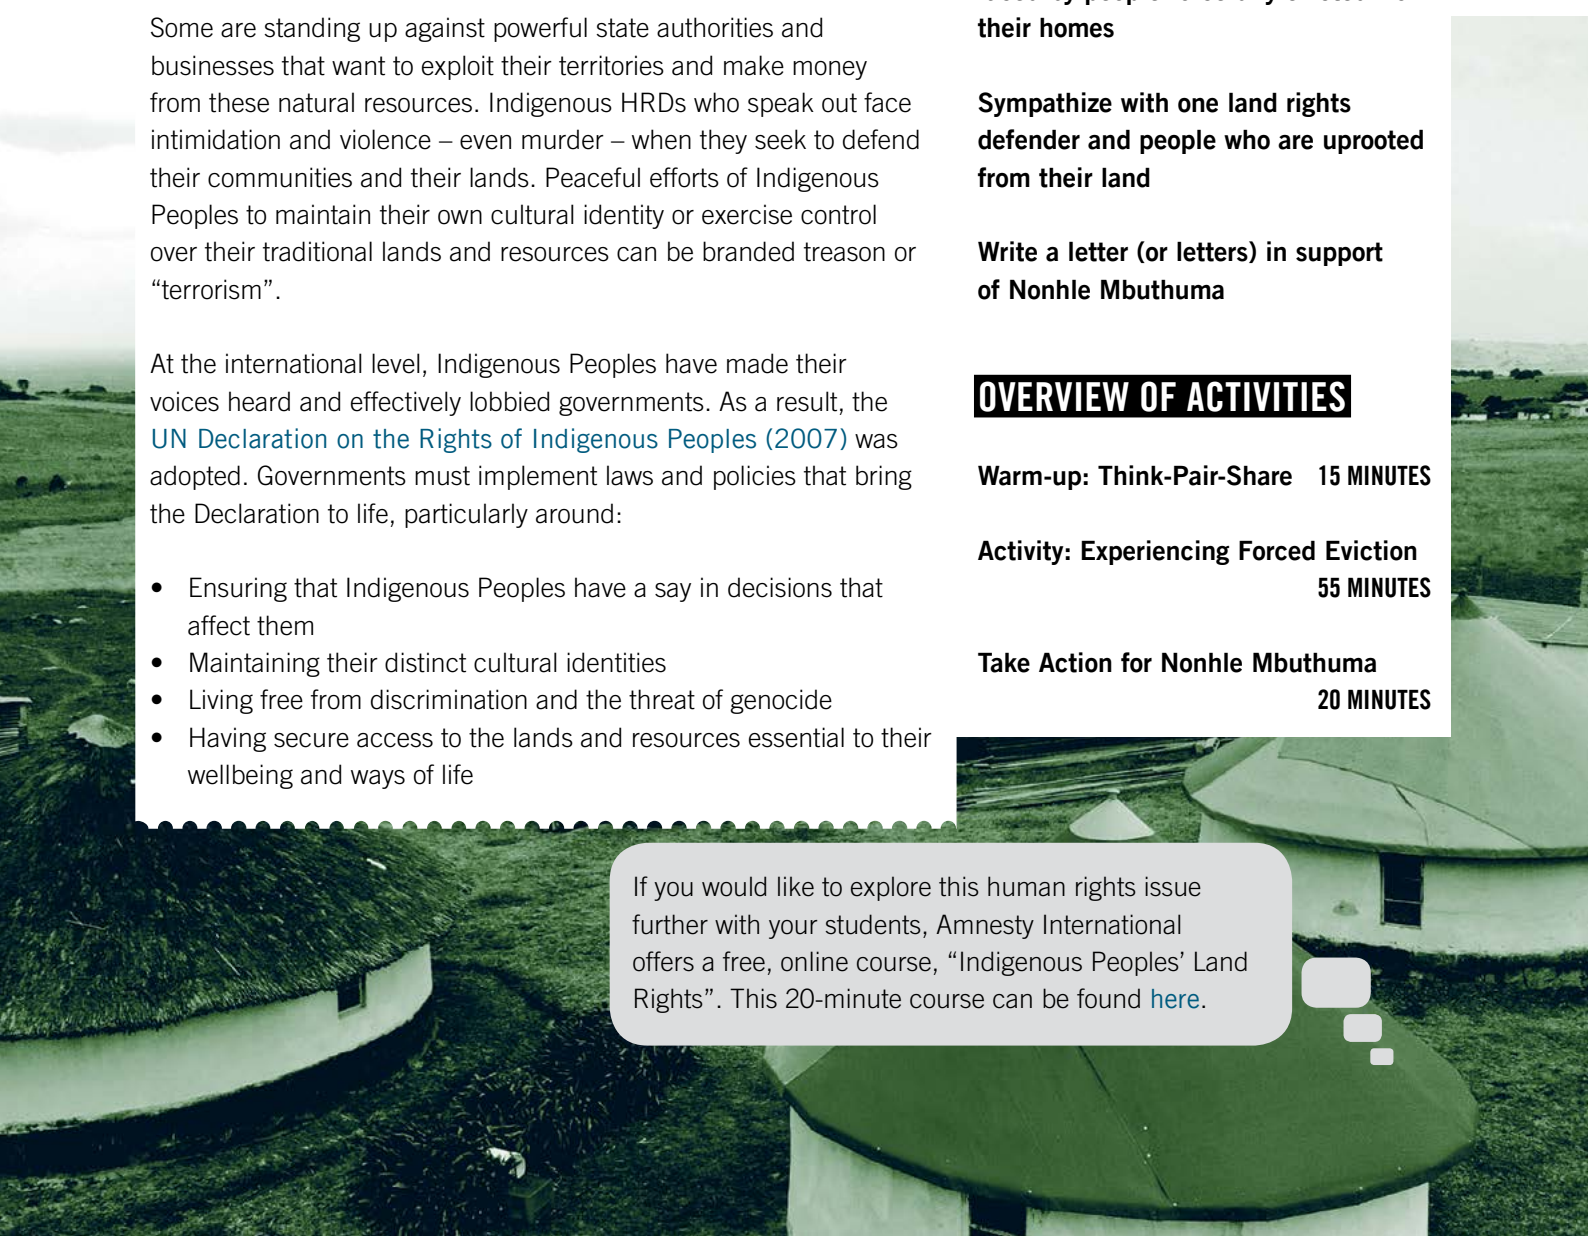 Some are standing up against powerful state authorities and
businesses that want to exploit their territories and make money
from these natural resources. Indigenous HRDs who speak out face
intimidation and violence – even murder – when they seek to defend
their communities and their lands. Peaceful efforts of Indigenous
Peoples to maintain their own cultural identity or exercise control
over their traditional lands and resources can be branded treason or
“terrorism”.
At the international level, Indigenous Peoples have made their
voices heard and effectively lobbied governments. As a result, the
UN Declaration on the Rights of Indigenous Peoples (2007) was
adopted. Governments must implement laws and policies that bring
the Declaration to life, particularly around:
• Ensuring that Indigenous Peoples have a say in decisions that
affect them
• Maintaining their distinct cultural identities
• Living free from discrimination and the threat of genocide
• Having secure access to the lands and resources essential to their
wellbeing and ways of life
their homes
Sympathize with one land rights
defender and people who are uprooted
from their land
Write a letter (or letters) in support
of Nonhle Mbuthuma
OVERVIEW OF ACTIVITIES
Warm-up: Think-Pair-Share 15 MINUTES
Activity: Experiencing Forced Eviction
55 MINUTES
Take Action for Nonhle Mbuthuma
20 MINUTES
If you would like to explore this human rights issue
further with your students, Amnesty International
offers a free, online course, “Indigenous Peoples’ Land
Rights”. This 20-minute course can be found here.